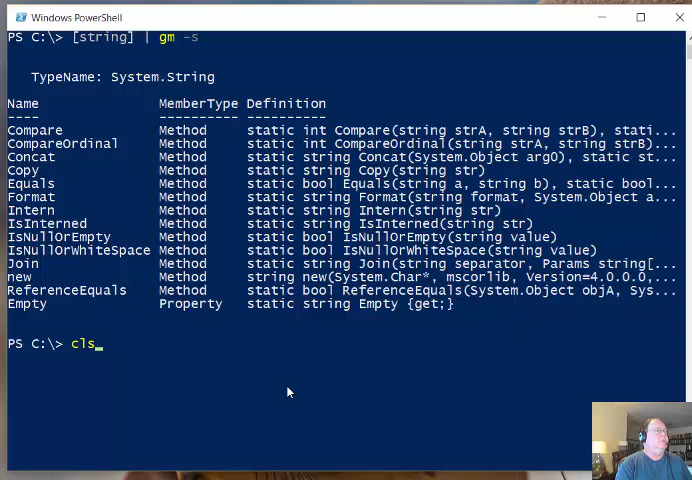 Windows PowerShell
PS C:\> [string] | gm -s
TypeName: System.String
Name MemberType Definition
---- ---------- ----------
Compare Method static int Compare(string strA, string strB), stati...
CompareOrdinal Method static int CompareOrdinal(string strA, string strB)...
Concat Method static string Concat(System.Object arg0), static st...
Copy Method static string Copy(string str)
Equals Method static bool Equals(string a, string b), static bool...
Format Method static string Format(string format, System.Object a...
Intern Method static string Intern(string str)
IsInterned Method static string IsInterned(string str)
IsNullOrEmpty Method static bool IsNullOrEmpty(string value)
IsNullOrWhiteSpace Method static bool IsNullOrWhiteSpace(string value)
Join Method static string Join(string separator, Params string[...
new Method string new(System.Char*, mscorlib, Version=4.0.0.0,...
ReferenceEquals Method static bool ReferenceEquals(System.Object objA, Sys...
Empty Property static string Empty {get;}
PS C:\> cls